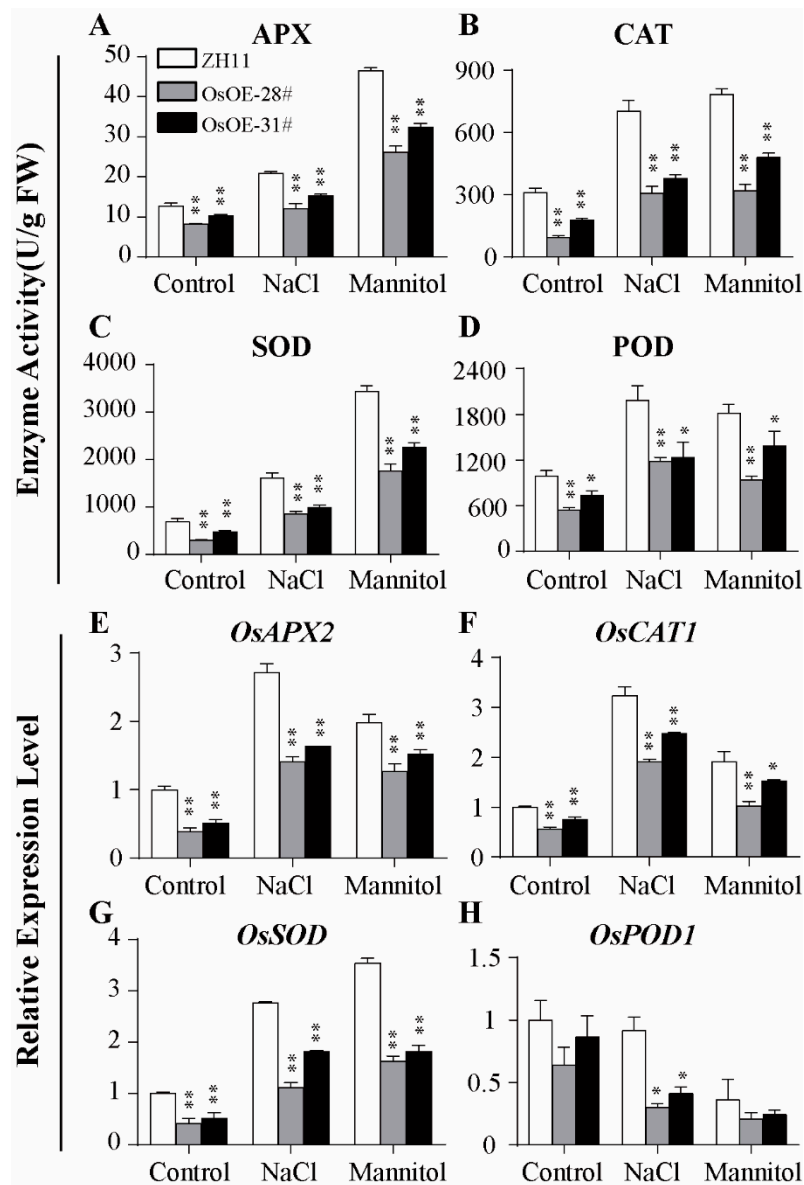 Enzyme Activity(U/g FW)
A
APX
50
40
30
20
10
0
ZH11
OsOE-28#
OsOE-31#
** ** ** ** ** **
Control NaCl Mannitol
B
CAT
900
600
300
0
** ** ** ** ** **
Control NaCl Mannitol
C
SOD
4000
3000
2000
1000
0
** ** ** ** ** **
Control NaCl Mannitol
D
POD
2400
1800
1200
600
0
** * ** * ** *
Control NaCl Mannitol
Relative Expression Level
E
OsAPX2
3
2
1
0
** ** ** ** ** **
Control NaCl Mannitol
F
OsCAT1
4
3
2
1
0
** ** ** ** ** *
Control NaCl Mannitol
G
OsSOD
4
3
2
1
0
** ** ** ** ** **
Control NaCl Mannitol
H
OsPOD1
1.5
1
0.5
0
* *
Control NaCl Mannitol